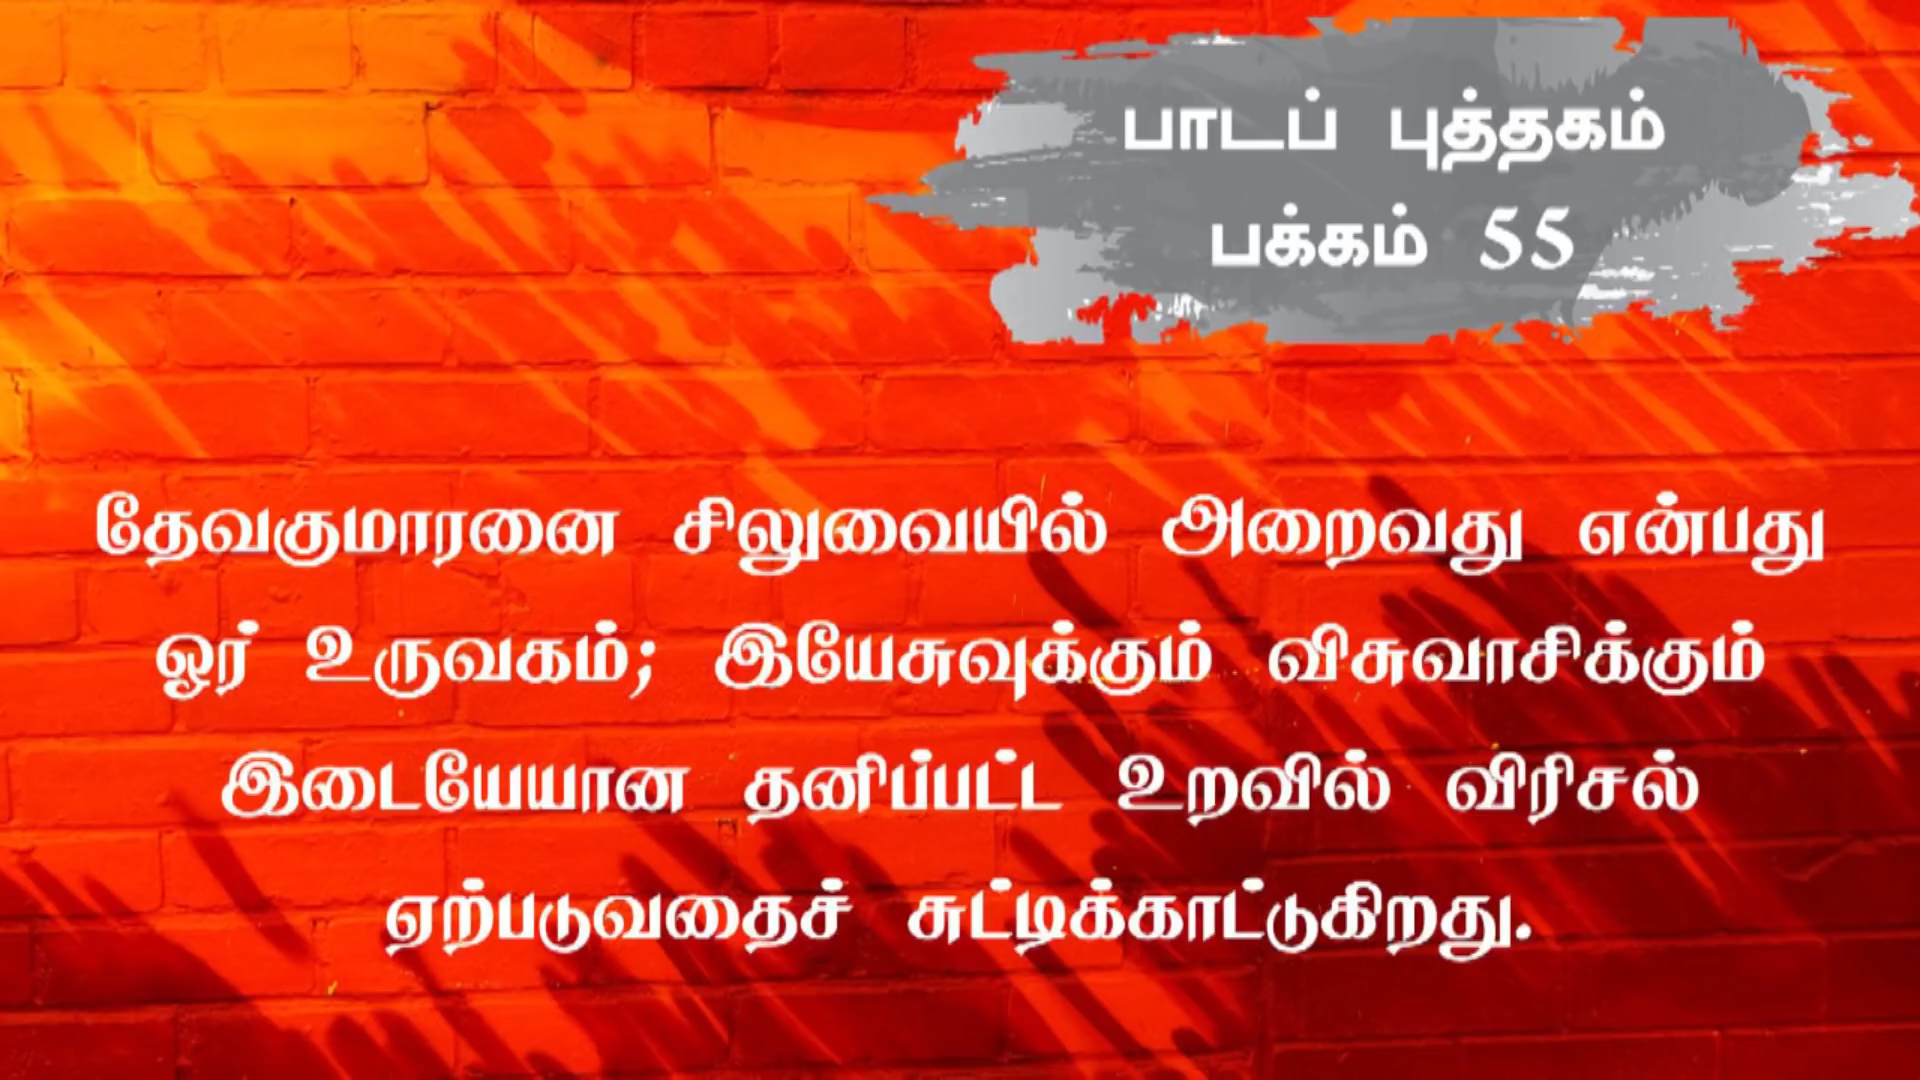 பாடப் புத்தகம்
பக்கம் 55
தேவகுமாரனை சிலுவையில் அறைவது என்பது
ஓர் உருவகம்; இயேசுவுக்கும் விசுவாசிக்கும்
இடையேயான தனிப்பட்ட உறவில் விரிசல்
ஏற்படுவதைச் சுட்டிக்காட்டுகிறது.